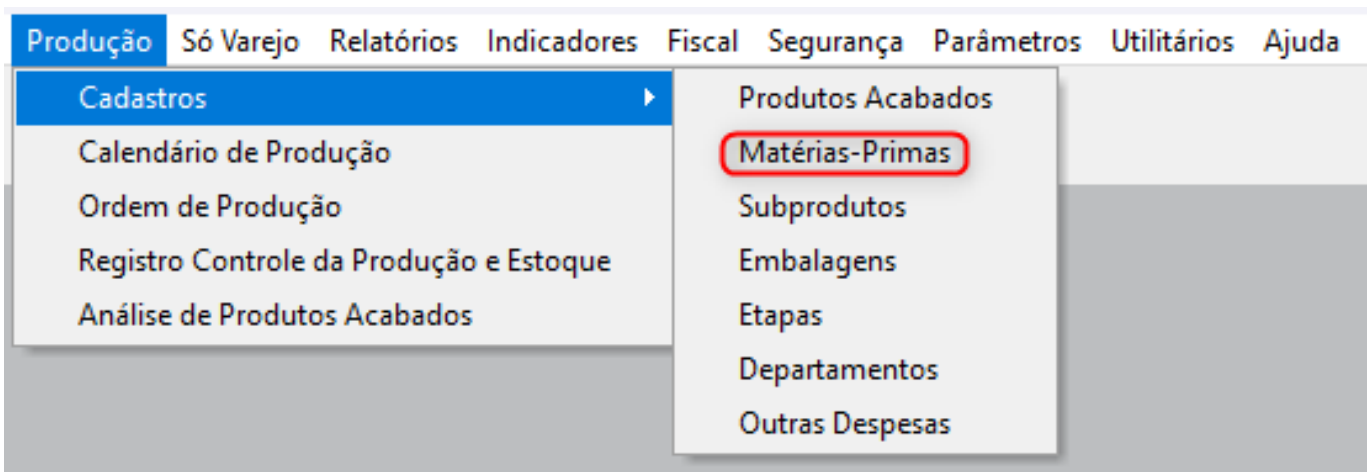 Produção Só Varejo Relatórios Indicadores Fiscal Segurança Parâmetros Utilitários Ajuda
Cadastros
Calendário de Produção
Ordem de Produção
Registro Controle da Produção e Estoque
Análise de Produtos Acabados
Produtos Acabados
Matérias-Primas
Subprodutos
Embalagens
Etapas
Departamentos
Outras Despesas